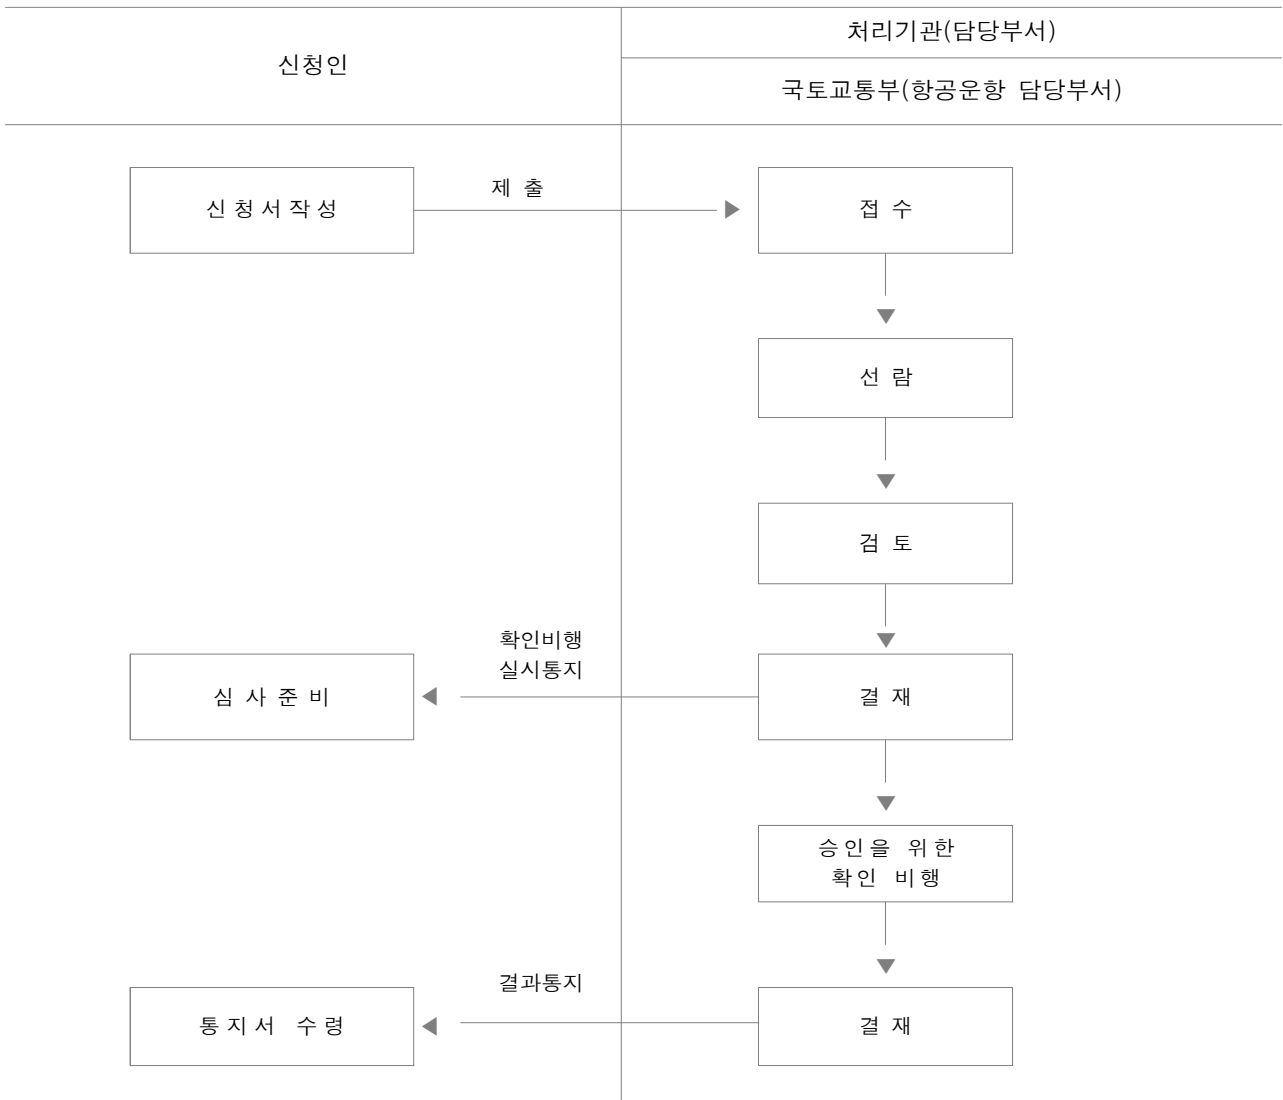 신청인
처리기관(담당부서)
국토교통부(항공운항 담당부서)
신청서작성
제 출
접 수
선 람
검 토
확인비행
실시통지
심 사 준 비
결 재
승인을 위한
확인 비행
결과통지
통지서 수령
결 재